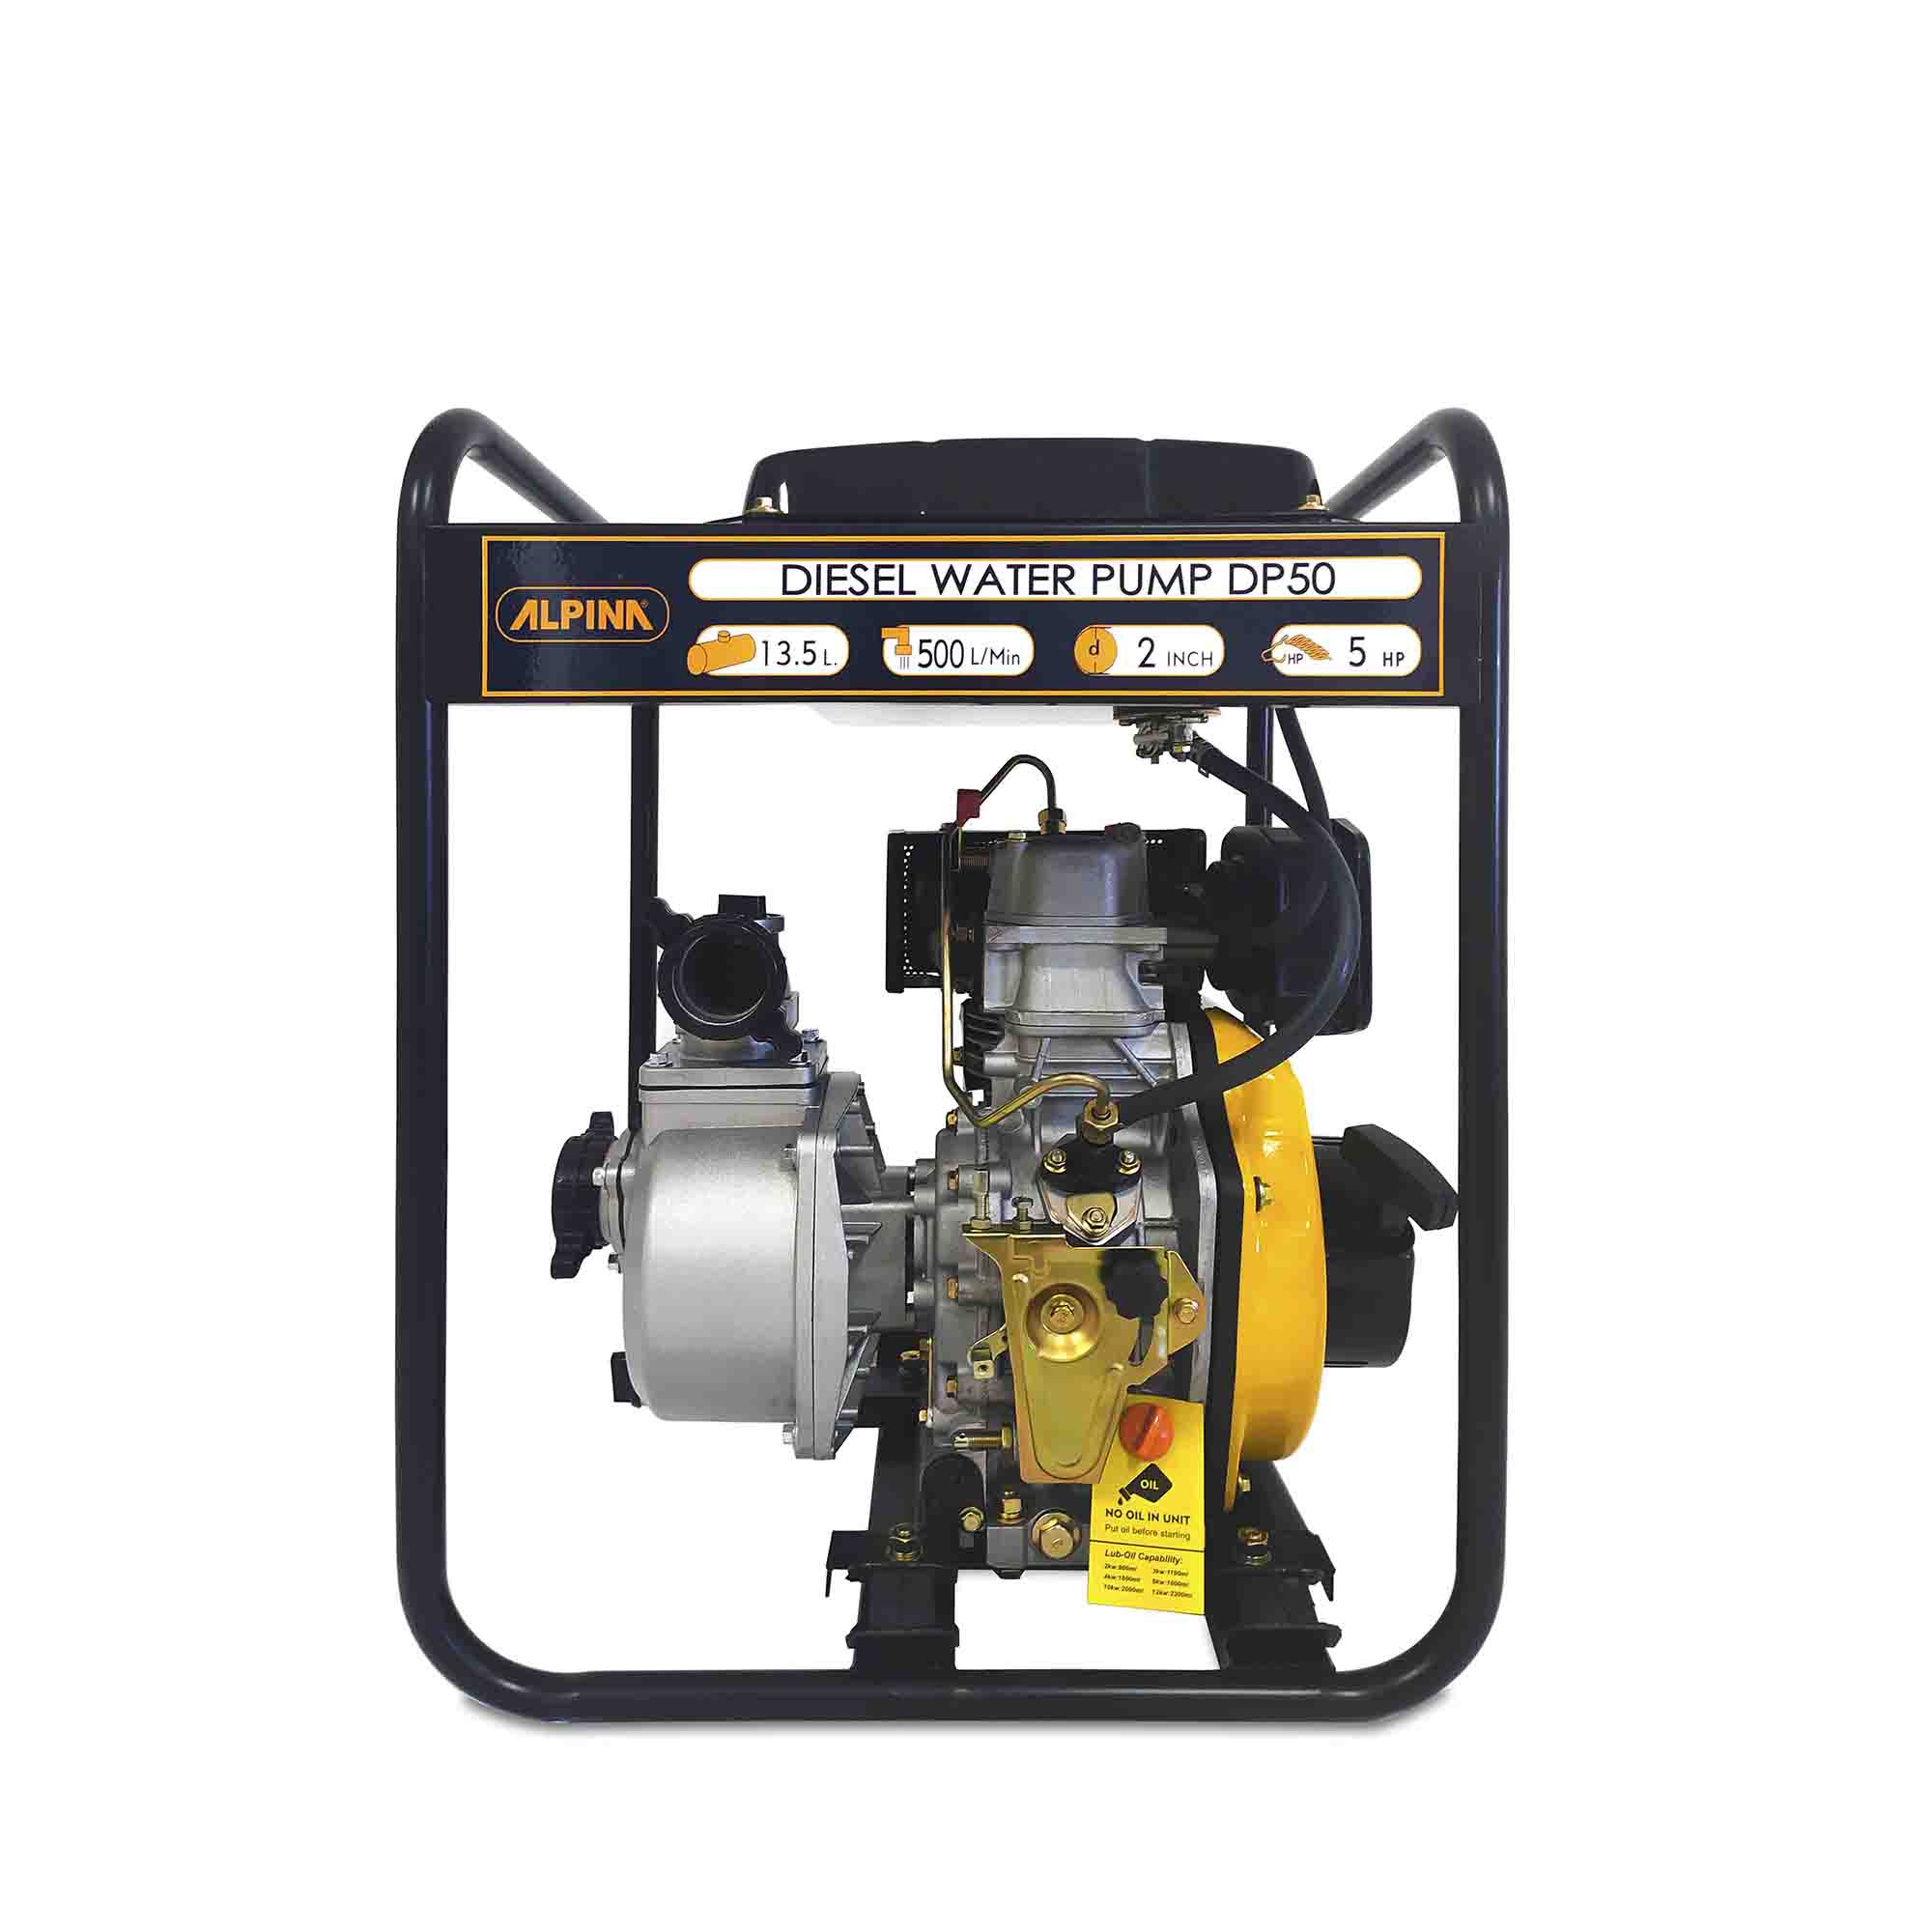 DIESEL WATER PUMP DP50
ALPINA®
13.5 L.
500 L/Min
d
2 INCH
HP
5 HP
OIL
NO OIL IN UNIT
Put oil before starting
Lub-Oil Capability: